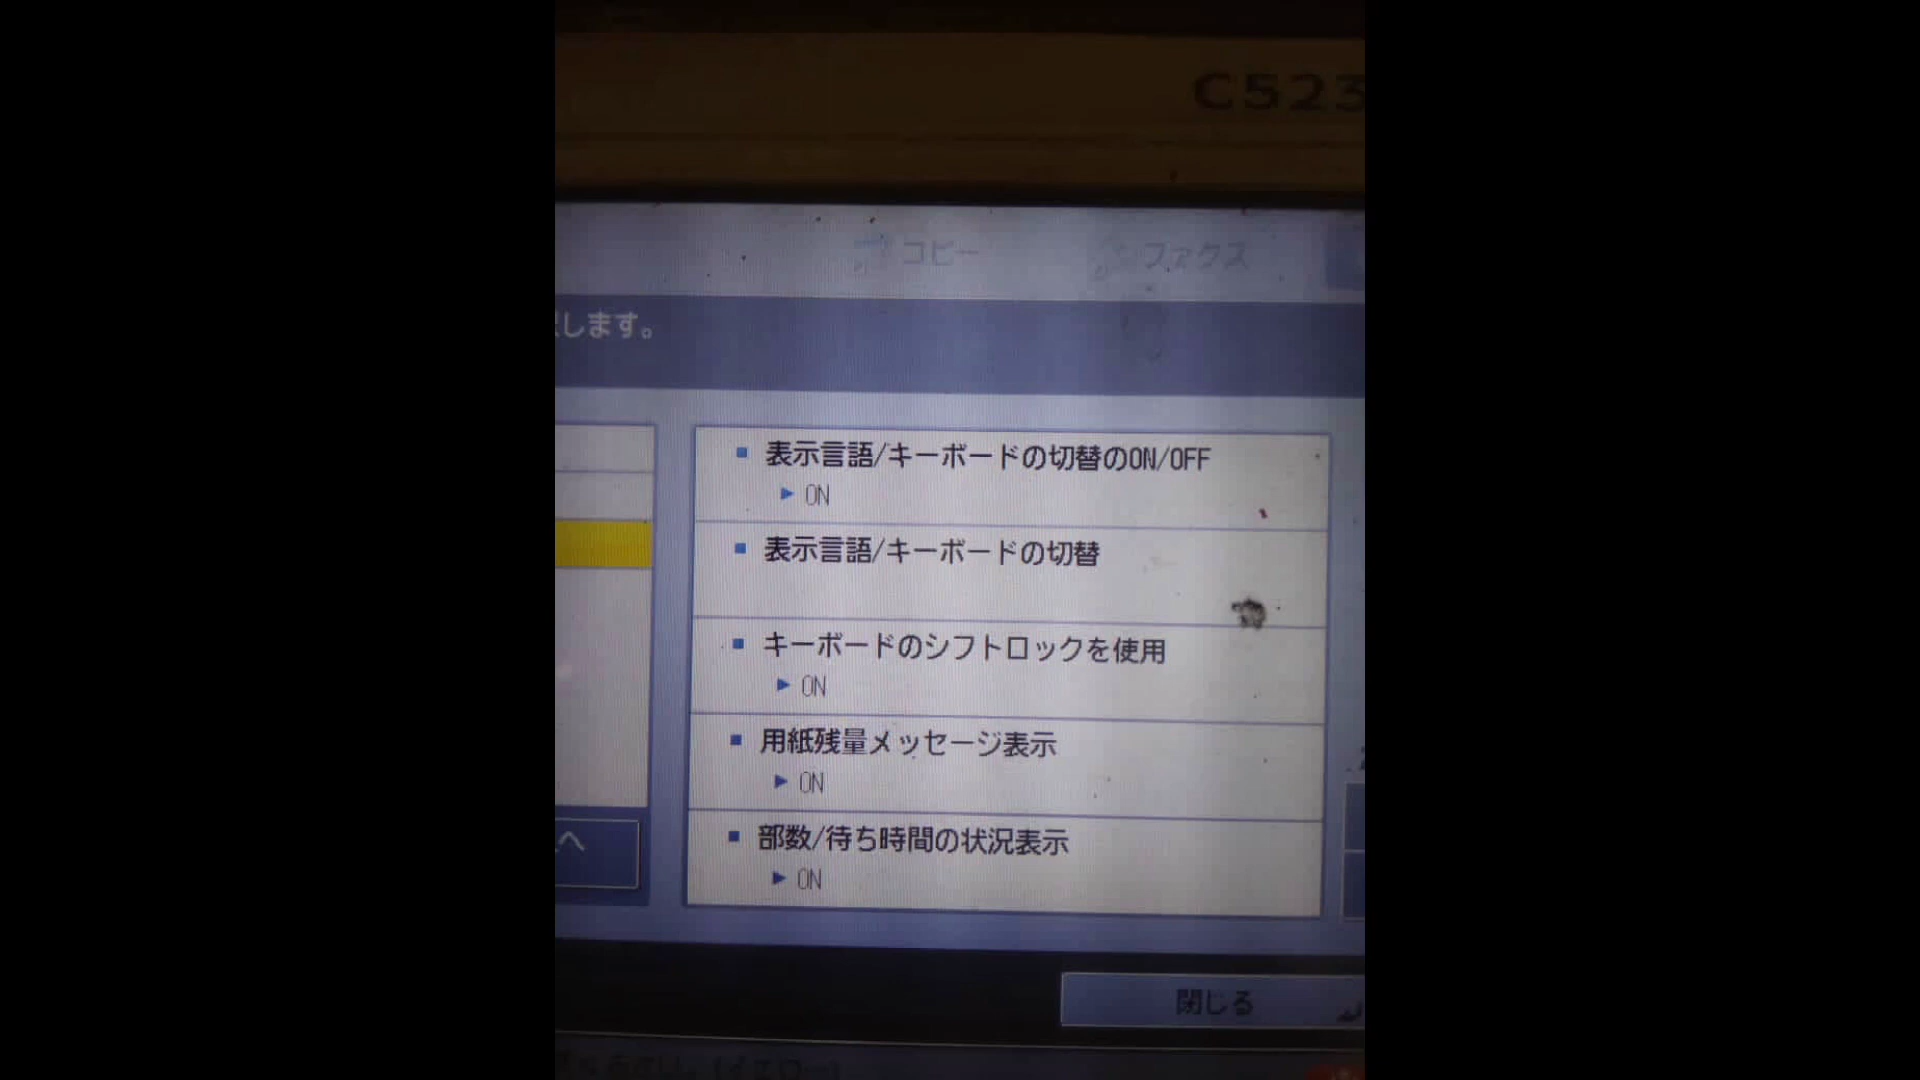 C523
コピー
ファクス
します。
表示言語/キーボードの切替のON/OFF
ON
表示言語/キーボードの切替
キーボードのシフトロックを使用
ON
用紙残量メッセージ表示
ON
部数/待ち時間の状況表示
ON
へ
閉じる